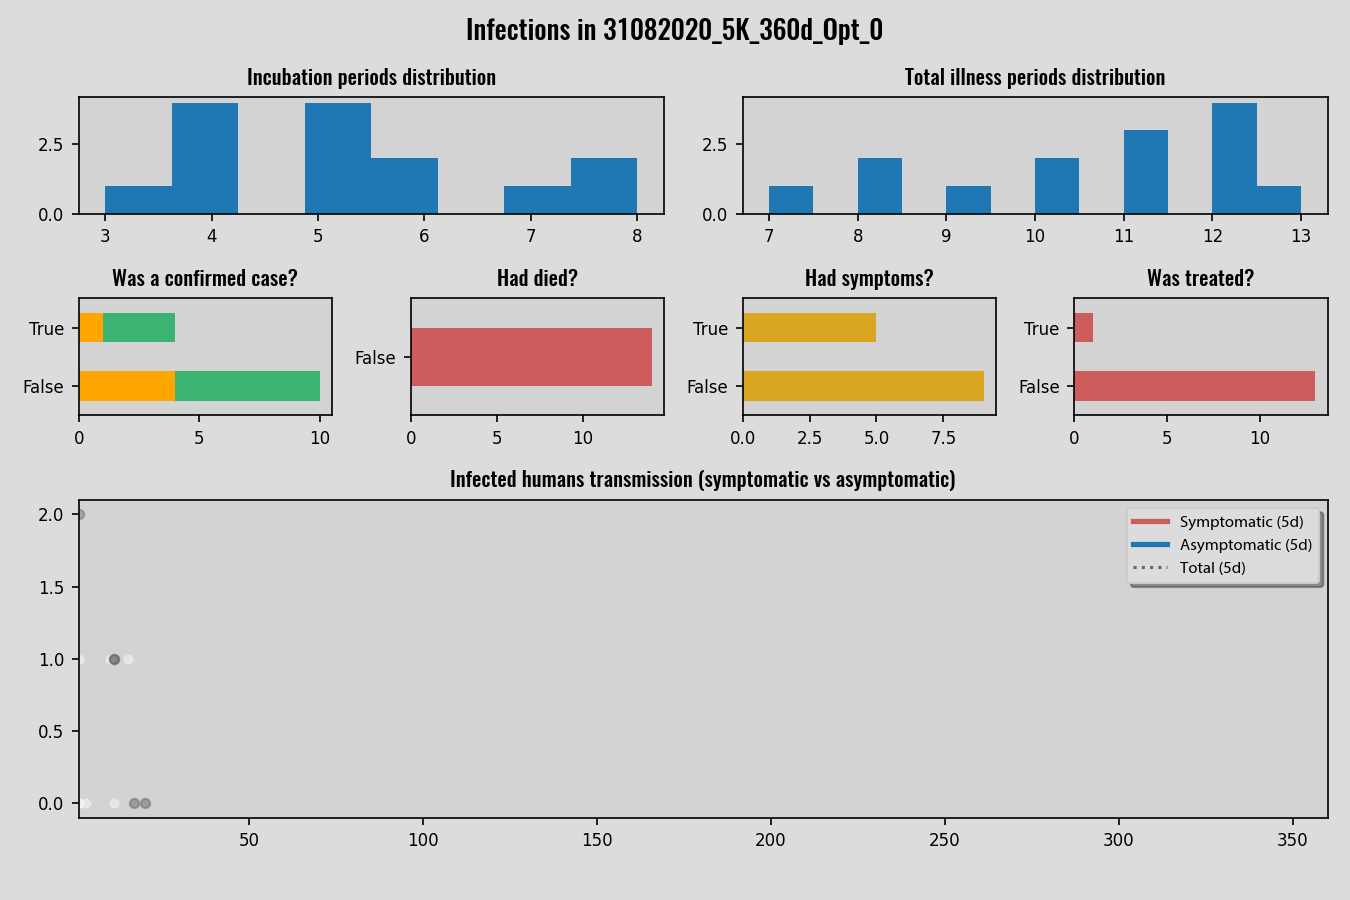 Infections in 31082020_5K_360d_Opt_0
Incubation periods distribution
Total illness periods distribution
2.5
0.0
3 4 5 6 7 8
2.5
0.0
7 8 9 10 11 12 13
Was a confirmed case?
Had died?
Had symptoms?
Was treated?
True
False
0 5 10
False
0 5 10
True
False
0.0 2.5 5.0 7.5
True
False
0 5 10
Infected humans transmission (symptomatic vs asymptomatic)
2.0
1.5
1.0
0.5
0.0
Symptomatic (5d)
Asymptomatic (5d)
Total (5d)
50 100 150 200 250 300 350